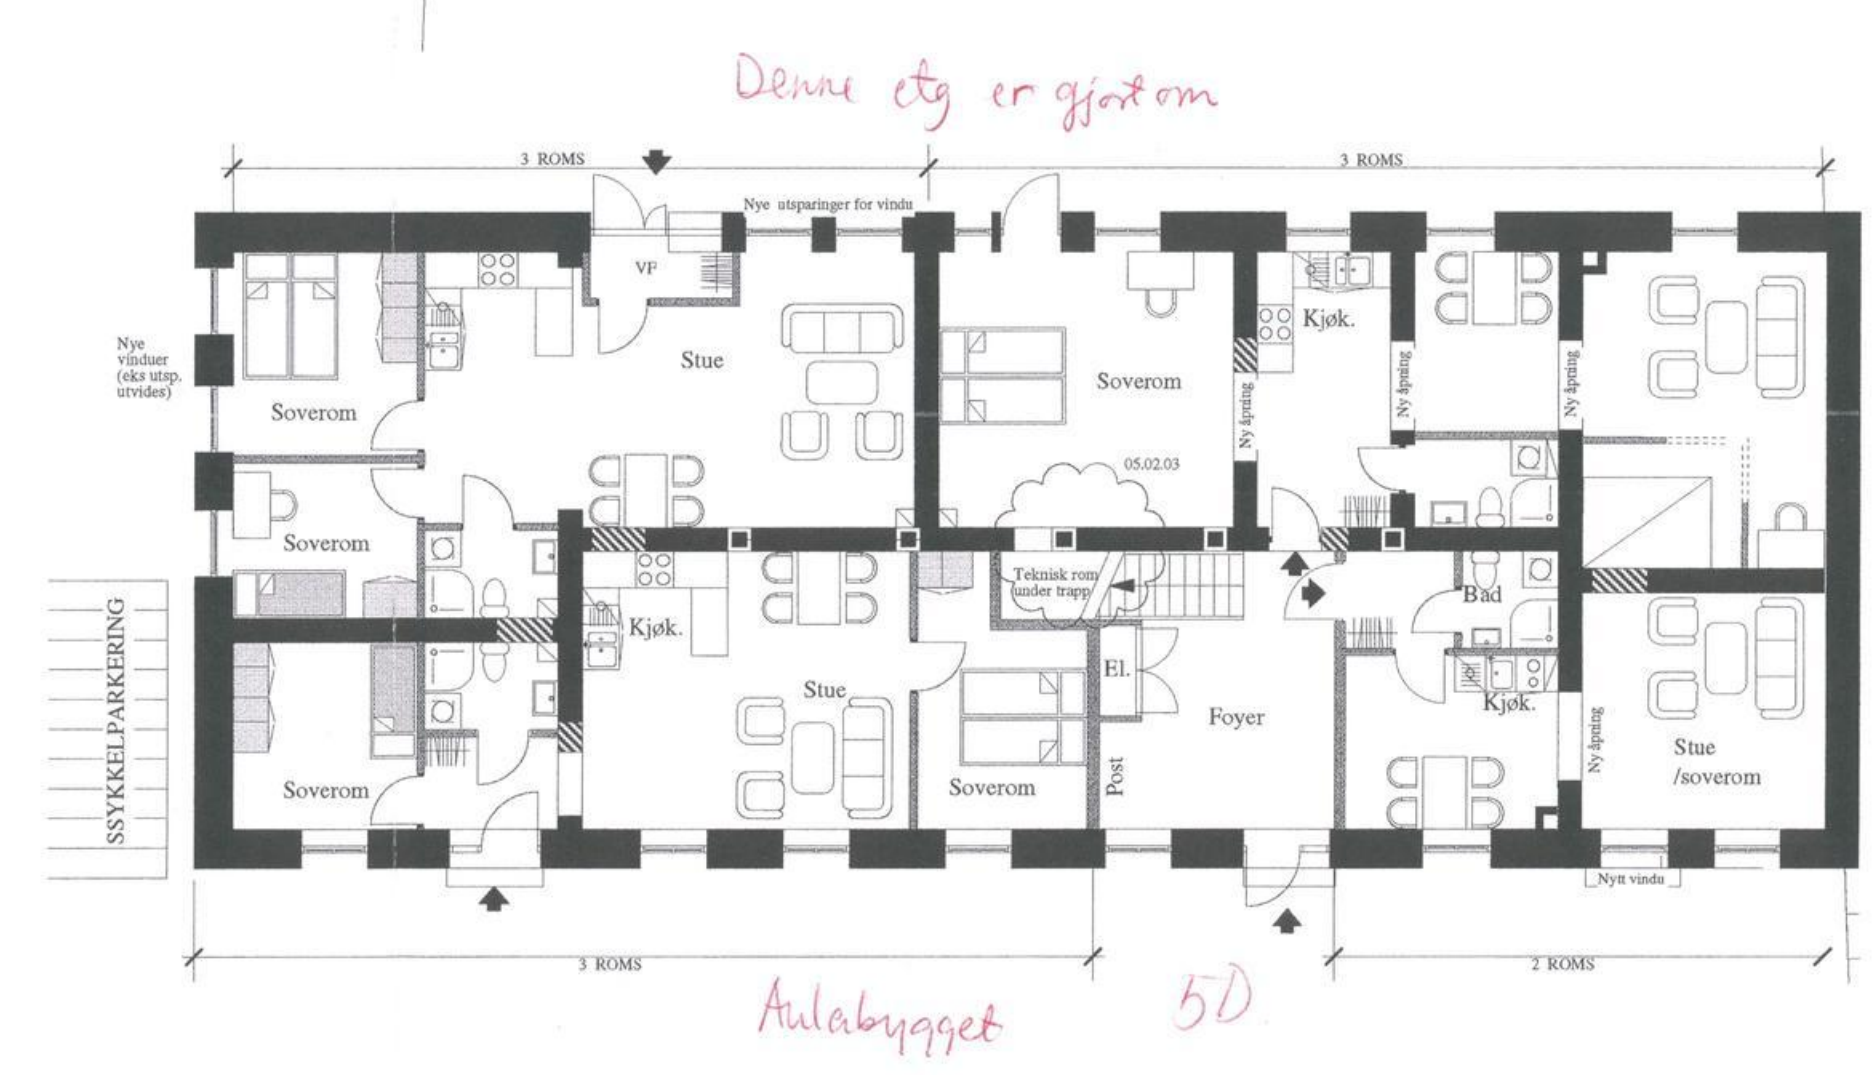 Denne etg er gjort om
3 ROMS
3 ROMS
Nye utsparinger for vindu
VF
Kjøk.
Stue
Nye
vinduer
(eks utsp.
utvides)
Soverom
Soverom
Ny åpning
Ny åpning
Ny åpning
05.02.03
Soverom
Teknisk rom
under trapp
Bad
SSYKKELPARKERING
Kjøk.
El.
Stue
Kjøk.
Foyer
Ny åpning
Stue
/soverom
Soverom
Soverom
Post
Nytt vindu
3 ROMS
2 ROMS
Aulabygget
5D